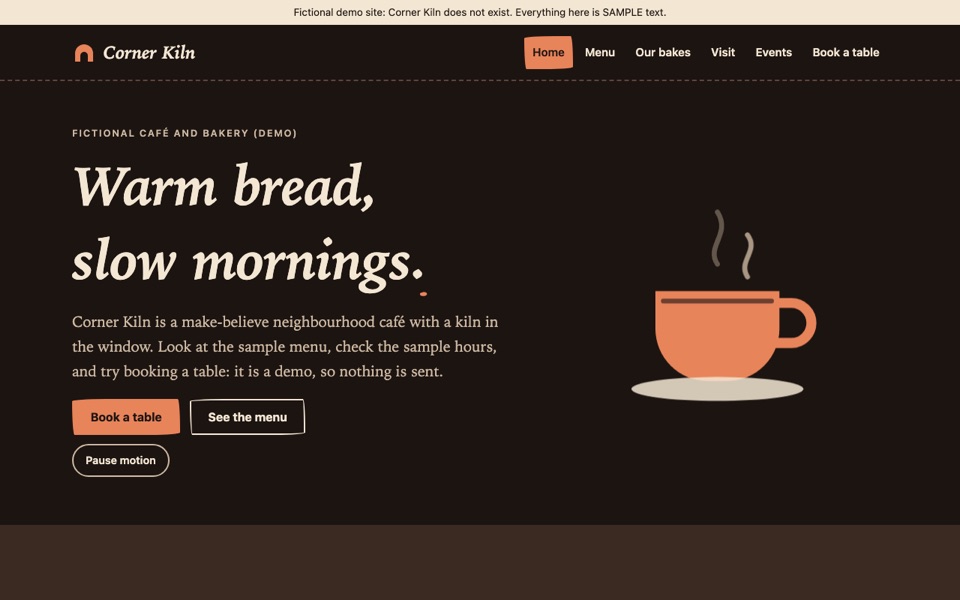 Fictional demo site: Corner Kiln does not exist. Everything here is SAMPLE text.
Corner Kiln
Home
Menu
Our bakes
Visit
Events
Book a table
FICTIONAL CAFÉ AND BAKERY (DEMO)
Warm bread,
slow mornings.
Corner Kiln is a make-believe neighbourhood café with a kiln in
the window. Look at the sample menu, check the sample hours,
and try booking a table: it is a demo, so nothing is sent.
Book a table
See the menu
Pause motion